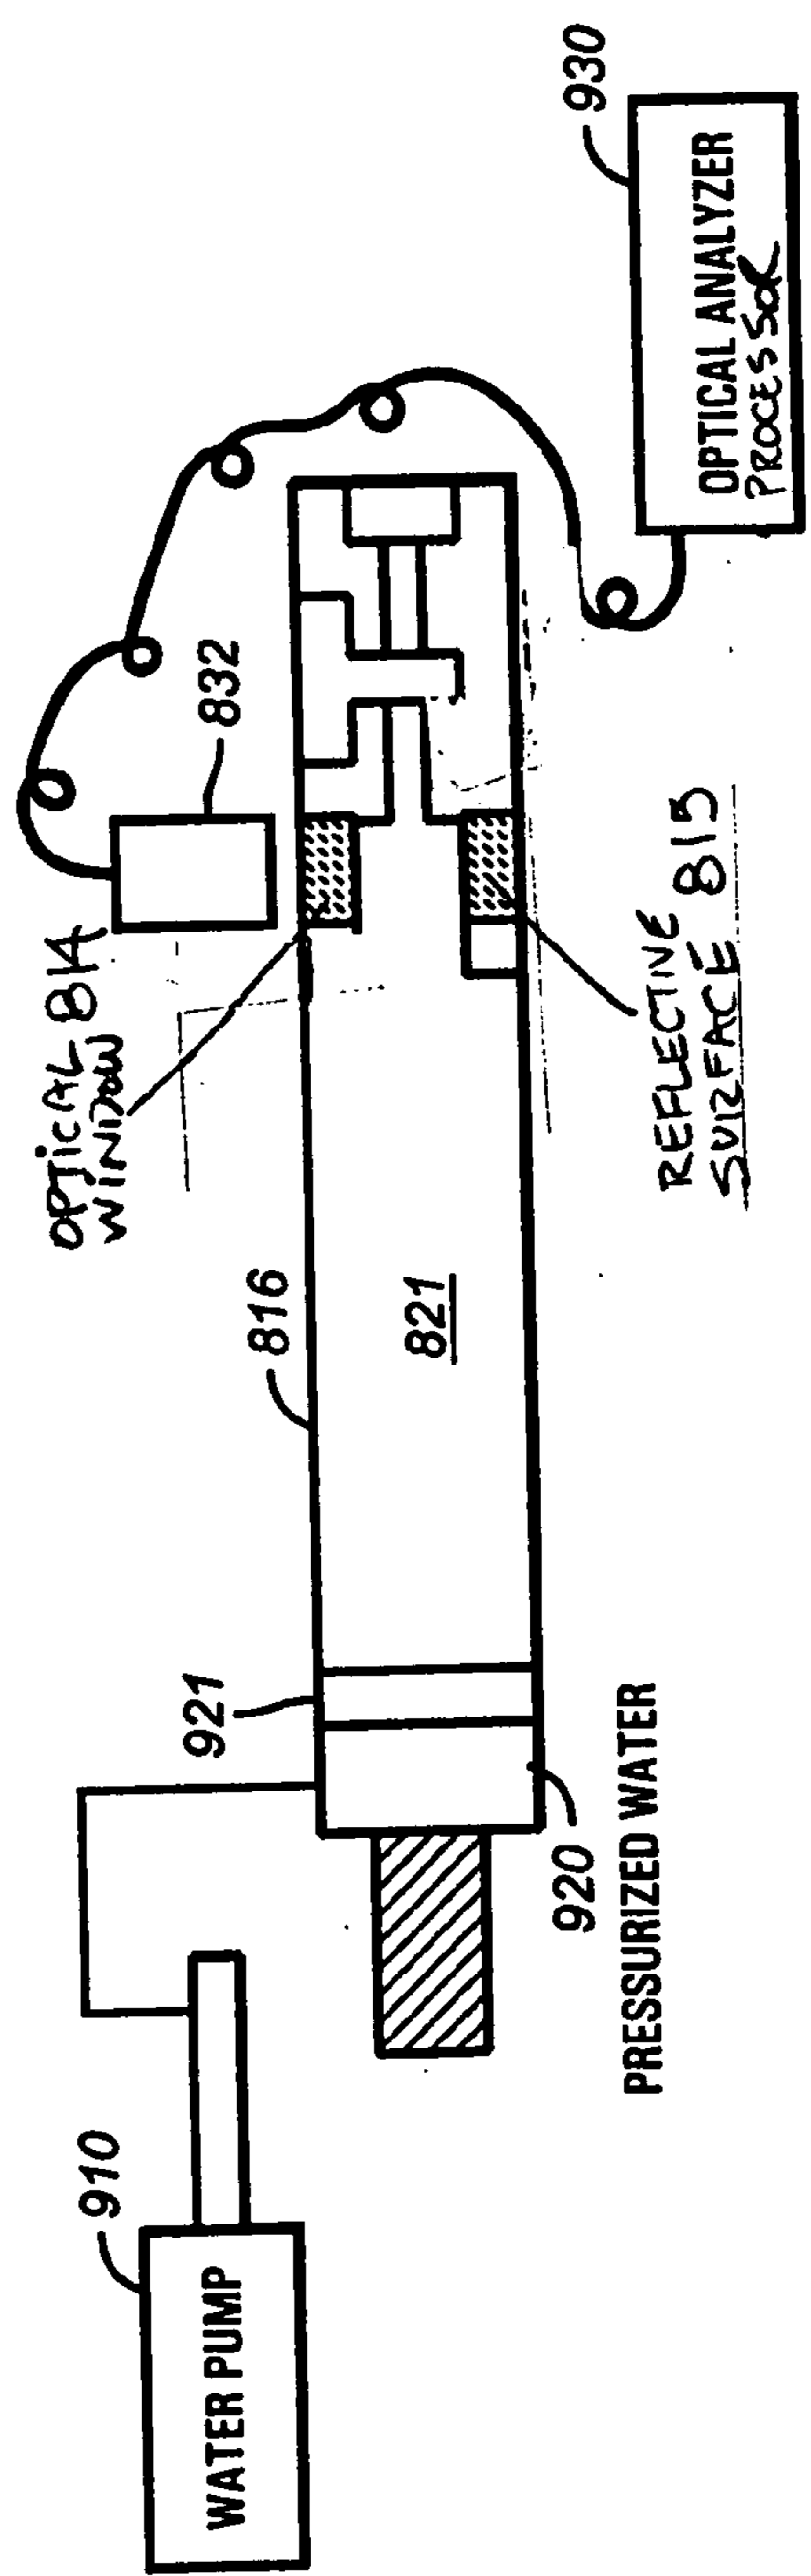 OPTICAL 814
WINDOW
910
WATER PUMP
921
816
832
821
920
PRESSURIZED WATER
REFLECTIVE
SURFACE 815
930
OPTICAL ANALYZER
PROCESSOR